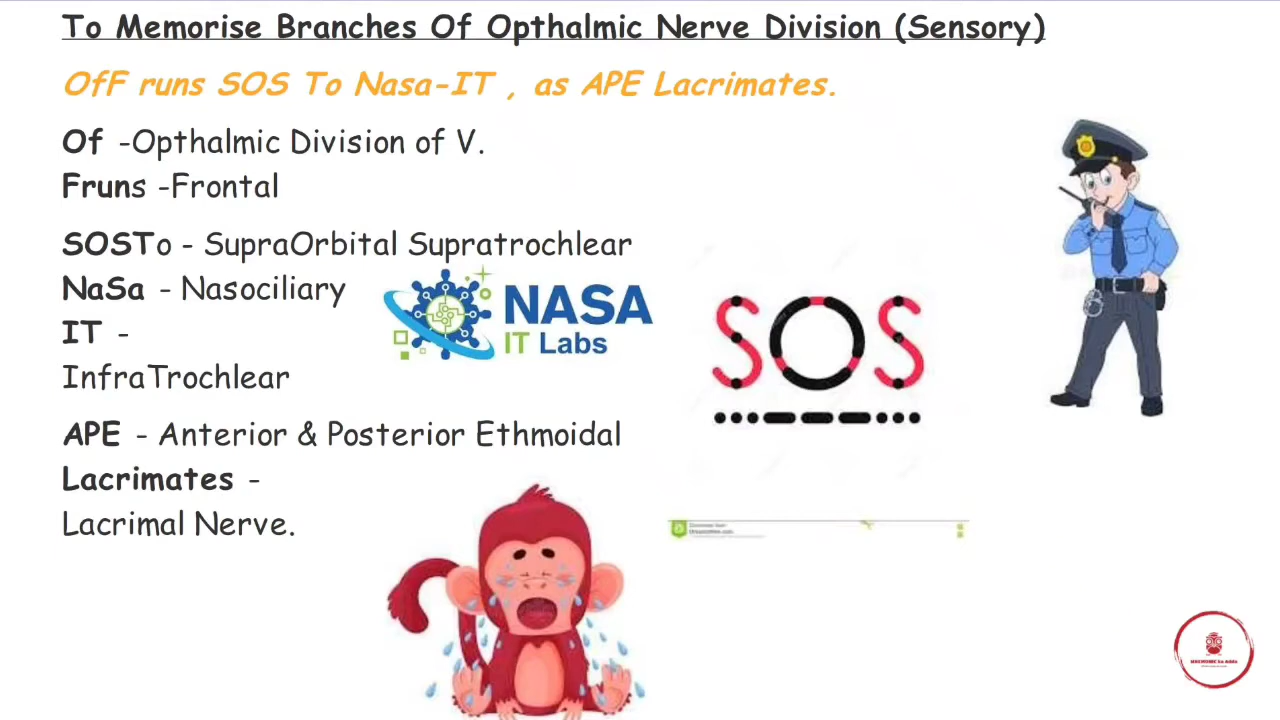 To Memorise Branches Of Opthalmic Nerve Division (Sensory)
OfF runs SOS To Nasa-IT , as APE Lacrimates.
Of -Opthalmic Division of V.
Fruns -Frontal
SOSTo - SupraOrbital Supratrochlear
NaSa - Nasociliary
IT -
InfraTrochlear
NASA
IT Labs
SOS
APE - Anterior & Posterior Ethmoidal
Lacrimates -
Lacrimal Nerve.